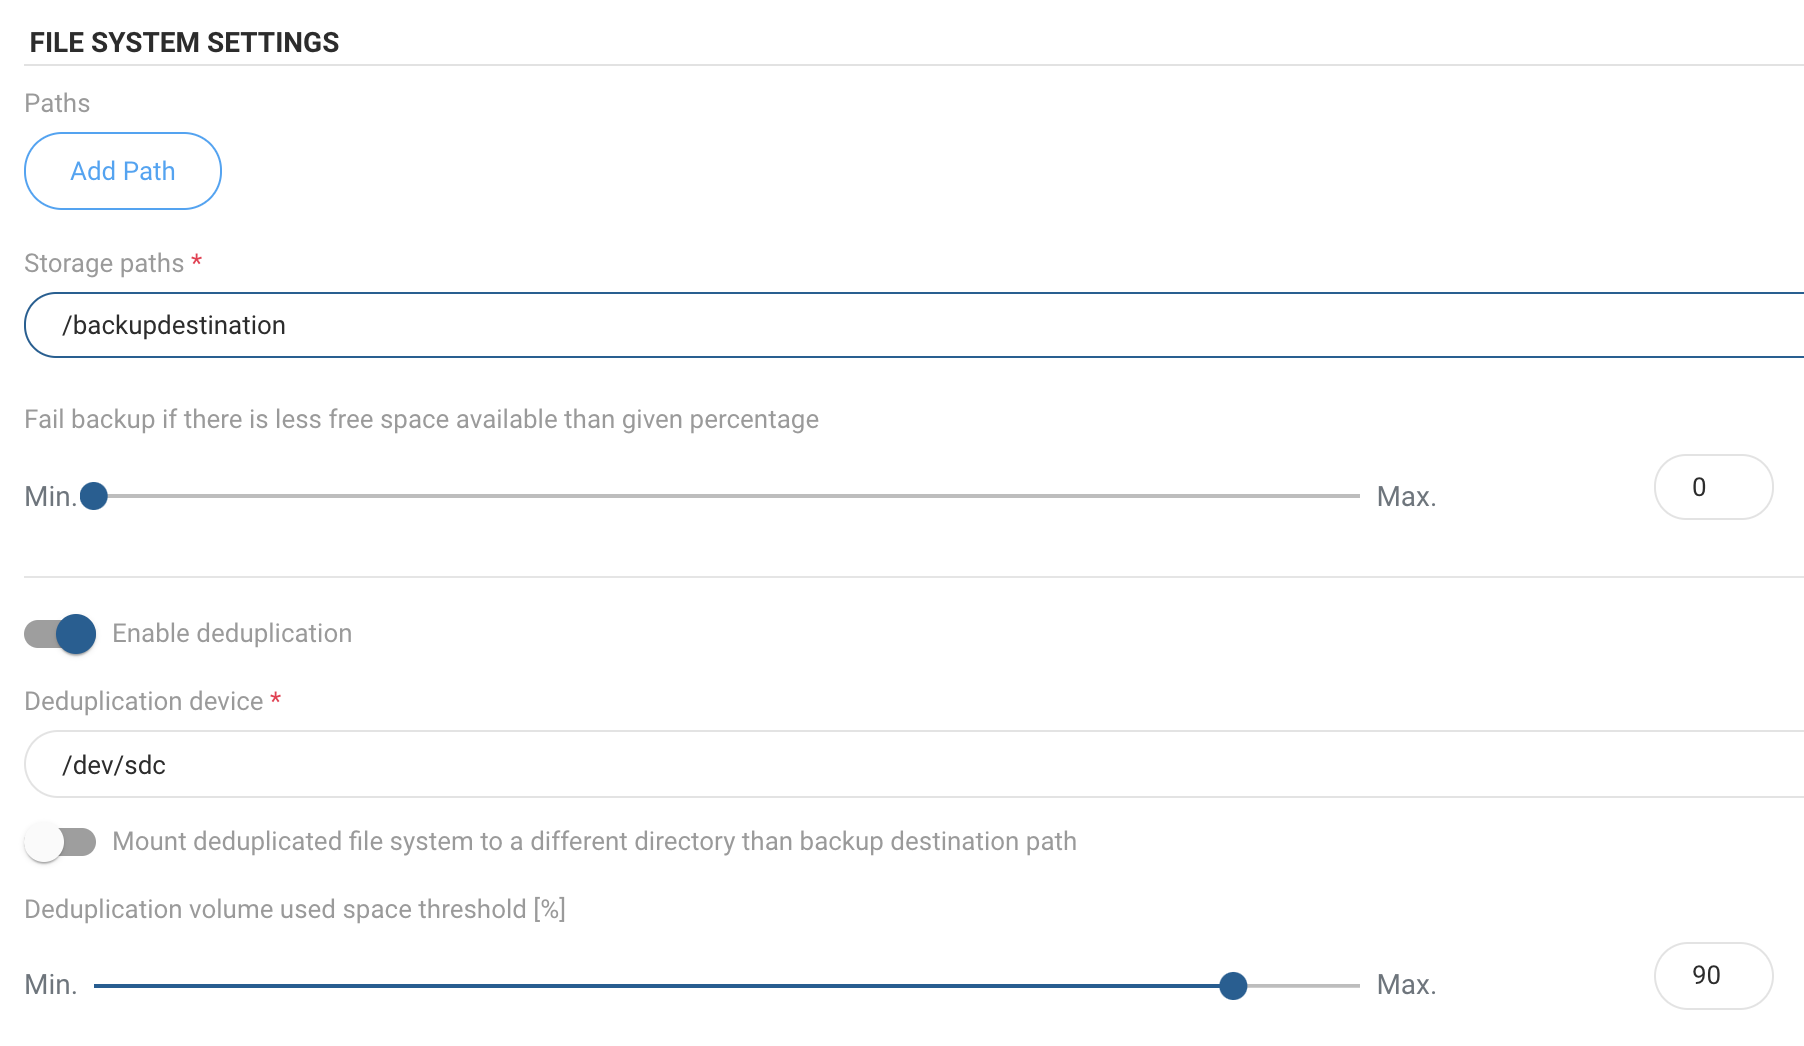 FILE SYSTEM SETTINGS
Paths
Add Path
Storage paths *
/backupdestination
Fail backup if there is less free space available than given percentage
Min. Max. 0
Enable deduplication
Deduplication device *
/dev/sdc
Mount deduplicated file system to a different directory than backup destination path
Deduplication volume used space threshold [%]
Min. Max. 90